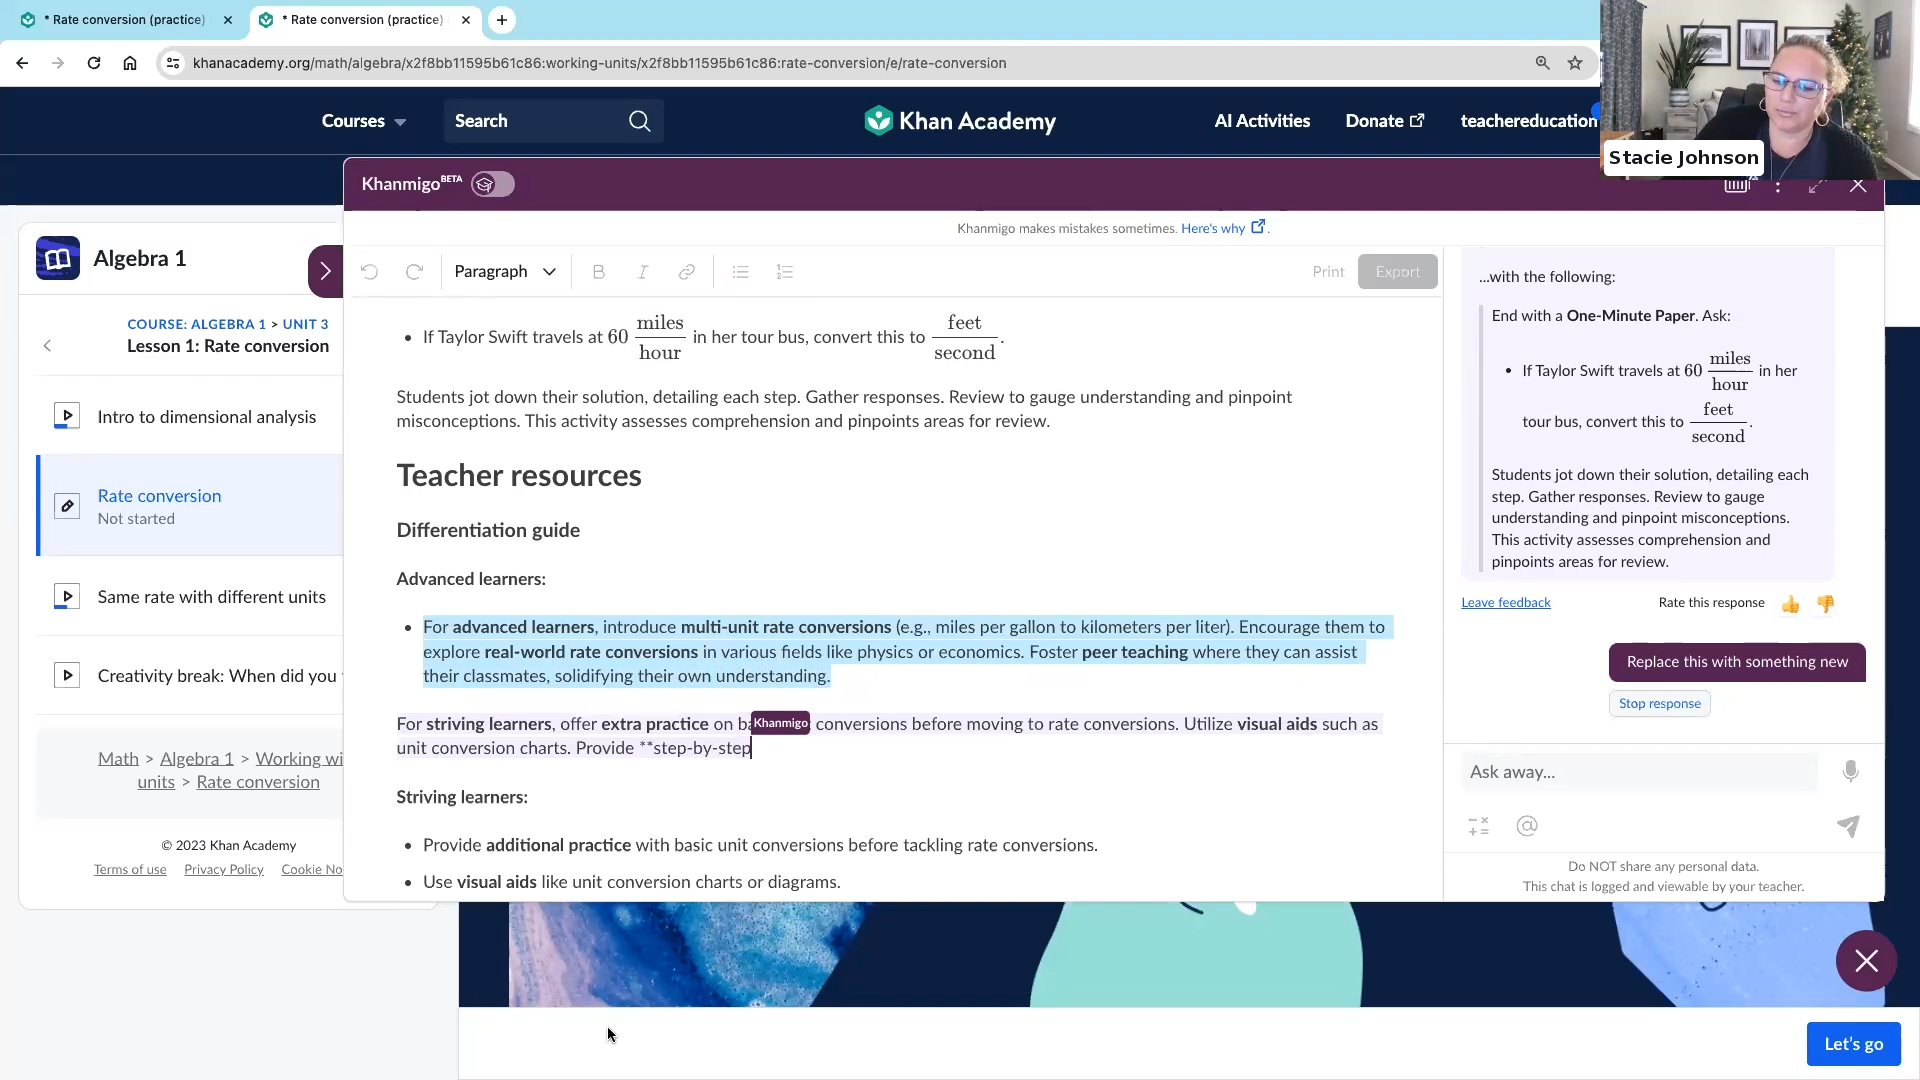 * Rate conversion (practice)
* Rate conversion (practice)
khanacademy.org/math/algebra/x2f8bb11595b61c86:working-units/x2f8bb11595b61c86:rate-conversion/e/rate-conversion
Courses
Search
Khan Academy
AI Activities
Donate
teachereducation
Stacie Johnson
Khanmigo BETA
Khanmigo makes mistakes sometimes. Here's why.
Algebra 1
COURSE: ALGEBRA 1 > UNIT 3
Lesson 1: Rate conversion
Intro to dimensional analysis
Rate conversion
Not started
Same rate with different units
Creativity break: When did you
Math > Algebra 1 > Working wi
units > Rate conversion
© 2023 Khan Academy
Terms of use Privacy Policy Cookie No
Paragraph
B
I
Print
Export
• If Taylor Swift travels at 60 miles/hour in her tour bus, convert this to feet/second.
Students jot down their solution, detailing each step. Gather responses. Review to gauge understanding and pinpoint
misconceptions. This activity assesses comprehension and pinpoints areas for review.
Teacher resources
Differentiation guide
Advanced learners:
• For advanced learners, introduce multi-unit rate conversions (e.g., miles per gallon to kilometers per liter). Encourage them to
explore real-world rate conversions in various fields like physics or economics. Foster peer teaching where they can assist
their classmates, solidifying their own understanding.
For striving learners, offer extra practice on ba Khanmigo conversions before moving to rate conversions. Utilize visual aids such as
unit conversion charts. Provide **step-by-step
Striving learners:
• Provide additional practice with basic unit conversions before tackling rate conversions.
• Use visual aids like unit conversion charts or diagrams.
...with the following:
End with a One-Minute Paper. Ask:
• If Taylor Swift travels at 60 miles/hour in her
tour bus, convert this to feet/second.
Students jot down their solution, detailing each
step. Gather responses. Review to gauge
understanding and pinpoint misconceptions.
This activity assesses comprehension and
pinpoints areas for review.
Leave feedback
Rate this response
Replace this with something new
Stop response
Ask away...
Do NOT share any personal data.
This chat is logged and viewable by your teacher.
Let's go